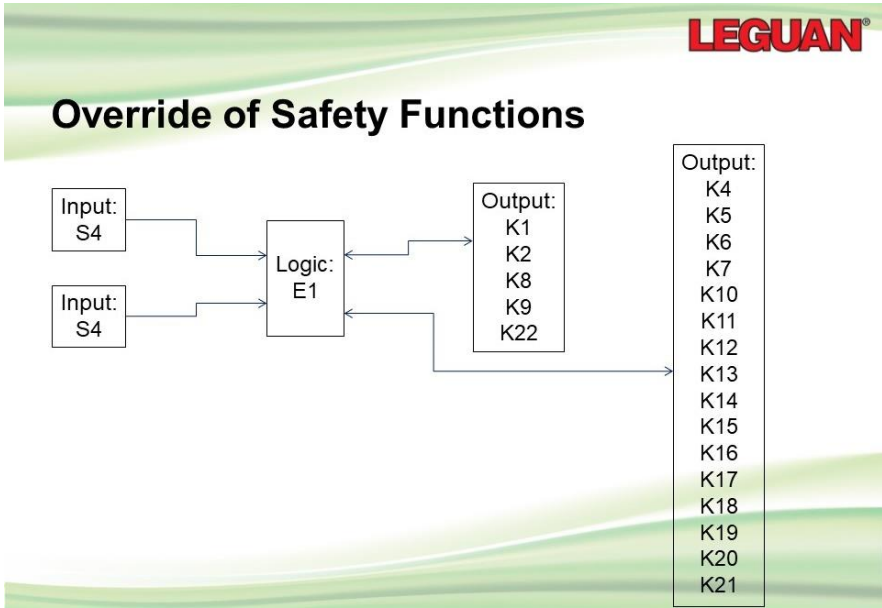 LEGUAN®
Override of Safety Functions
Input:
S4
Input:
S4
Logic:
E1
Output:
K1
K2
K8
K9
K22
Output:
K4
K5
K6
K7
K10
K11
K12
K13
K14
K15
K16
K17
K18
K19
K20
K21